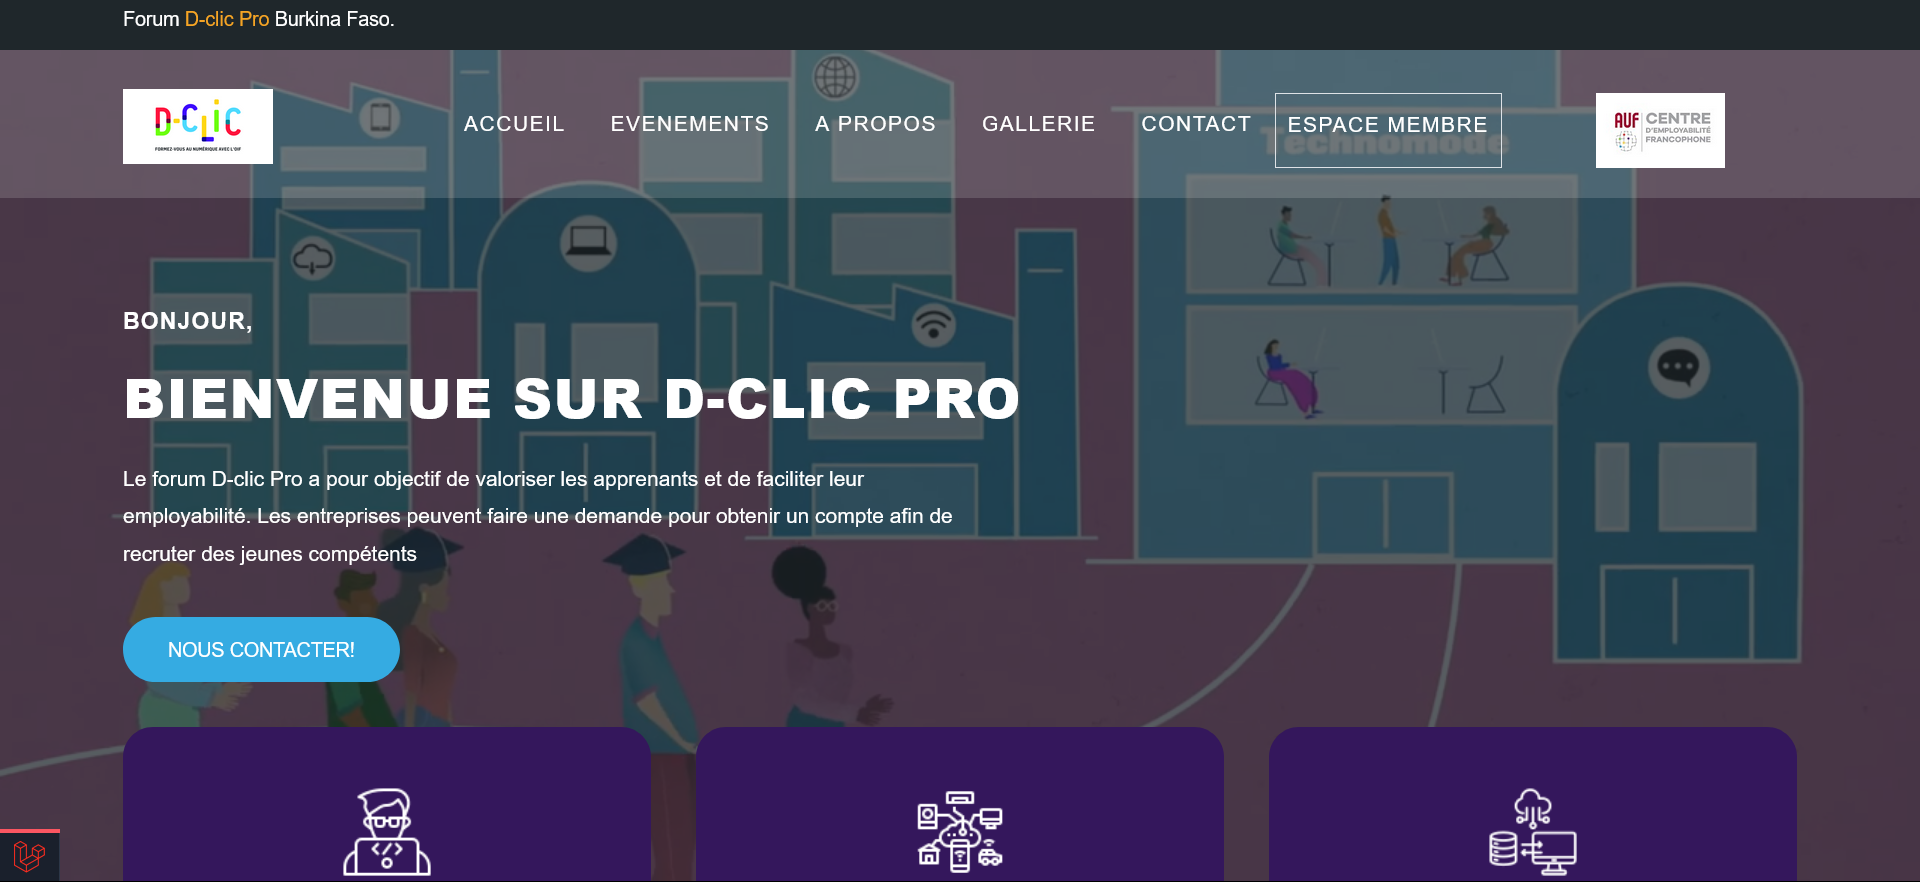 Forum D-clic Pro Burkina Faso.
D-CLiC
FORMEZ-VOUS AU NUMÉRIQUE AVEC L'OIF
ACCUEIL
EVENEMENTS
A PROPOS
GALLERIE
CONTACT
ESPACE MEMBRE
Technomode
AUF CENTRE
D'EMPLOYABILITÉ
FRANCOPHONE
BONJOUR,
BIENVENUE SUR D-CLIC PRO
Le forum D-clic Pro a pour objectif de valoriser les apprenants et de faciliter leur
employabilité. Les entreprises peuvent faire une demande pour obtenir un compte afin de
recruter des jeunes compétents
NOUS CONTACTER!